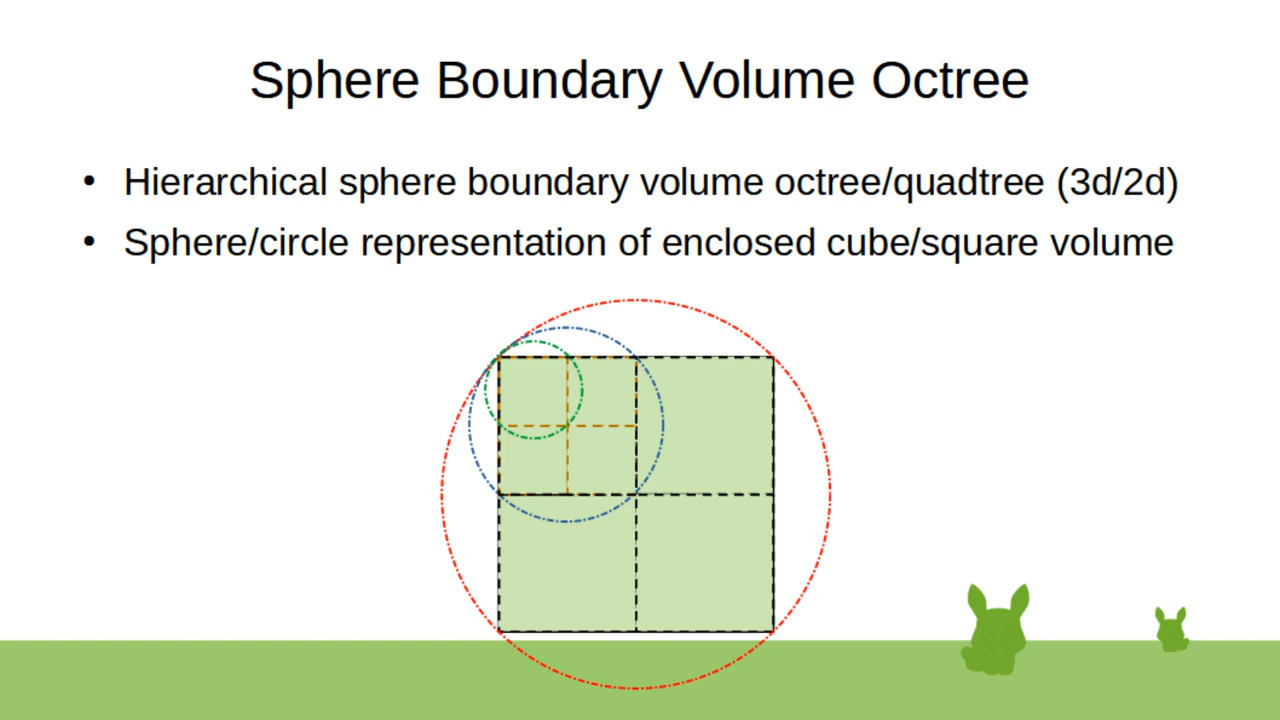 Sphere Boundary Volume Octree
• Hierarchical sphere boundary volume octree/quadtree (3d/2d)
• Sphere/circle representation of enclosed cube/square volume